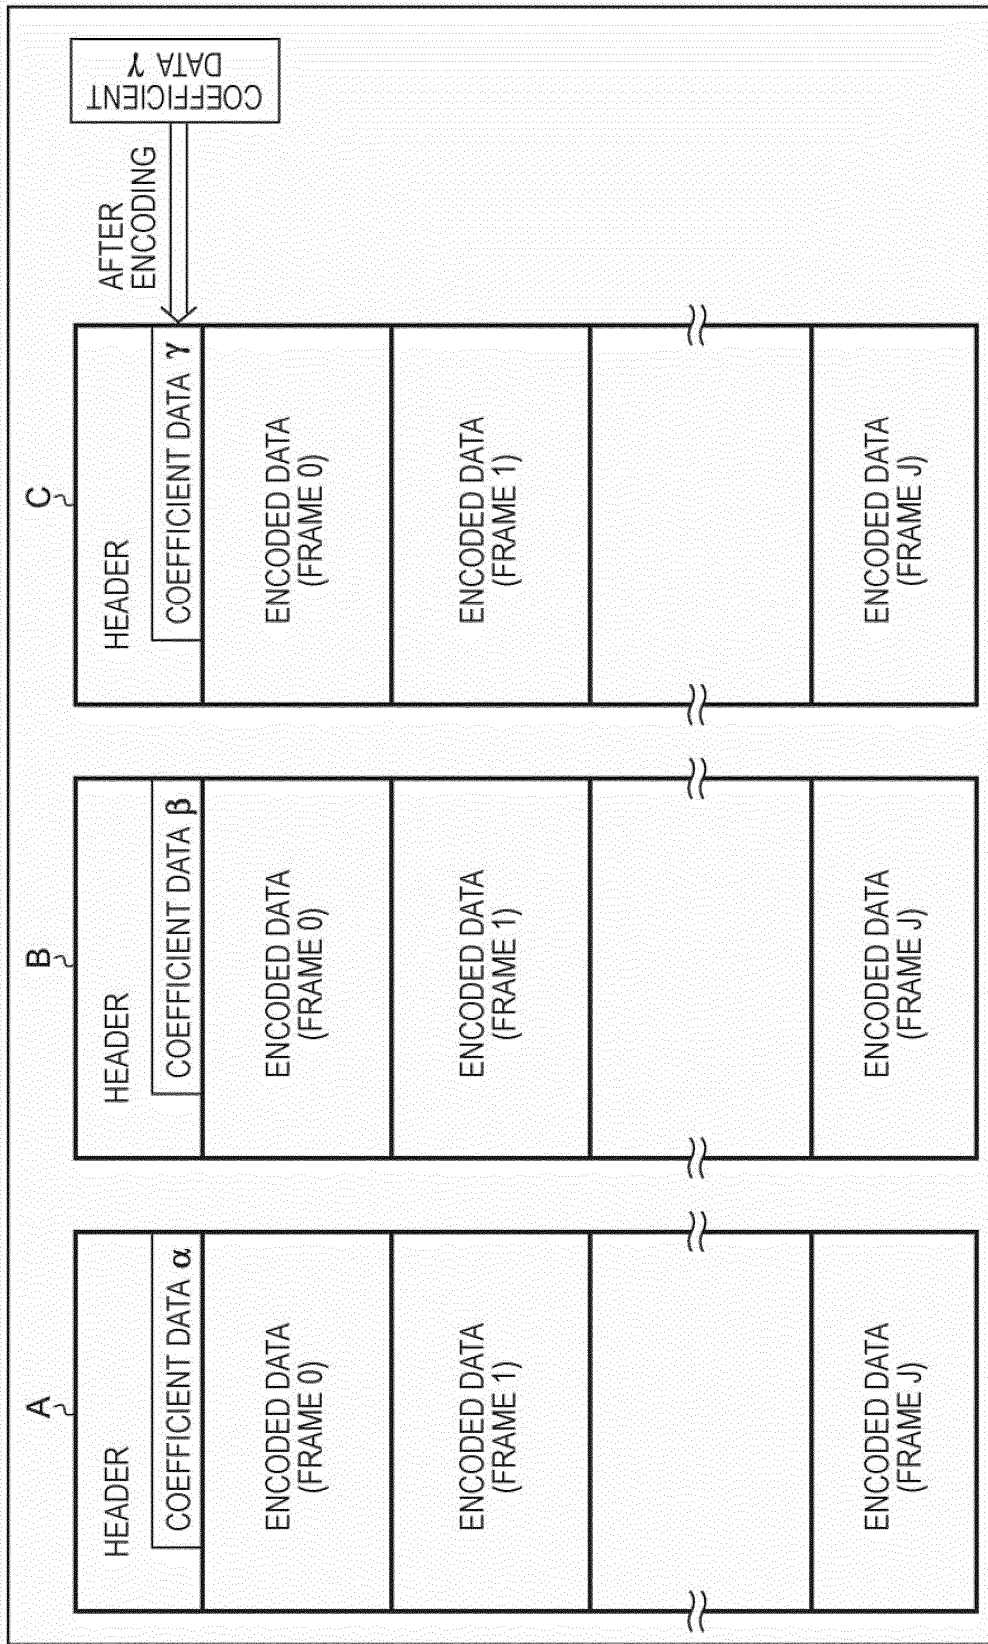 A
HEADER
COEFFICIENT DATA α
ENCODED DATA
(FRAME 0)
ENCODED DATA
(FRAME 1)
ENCODED DATA
(FRAME J)
B
HEADER
COEFFICIENT DATA β
ENCODED DATA
(FRAME 0)
ENCODED DATA
(FRAME 1)
ENCODED DATA
(FRAME J)
C
HEADER
COEFFICIENT DATA γ
ENCODED DATA
(FRAME 0)
ENCODED DATA
(FRAME 1)
ENCODED DATA
(FRAME J)
AFTER
ENCODING
COEFFICIENT
DATA γ